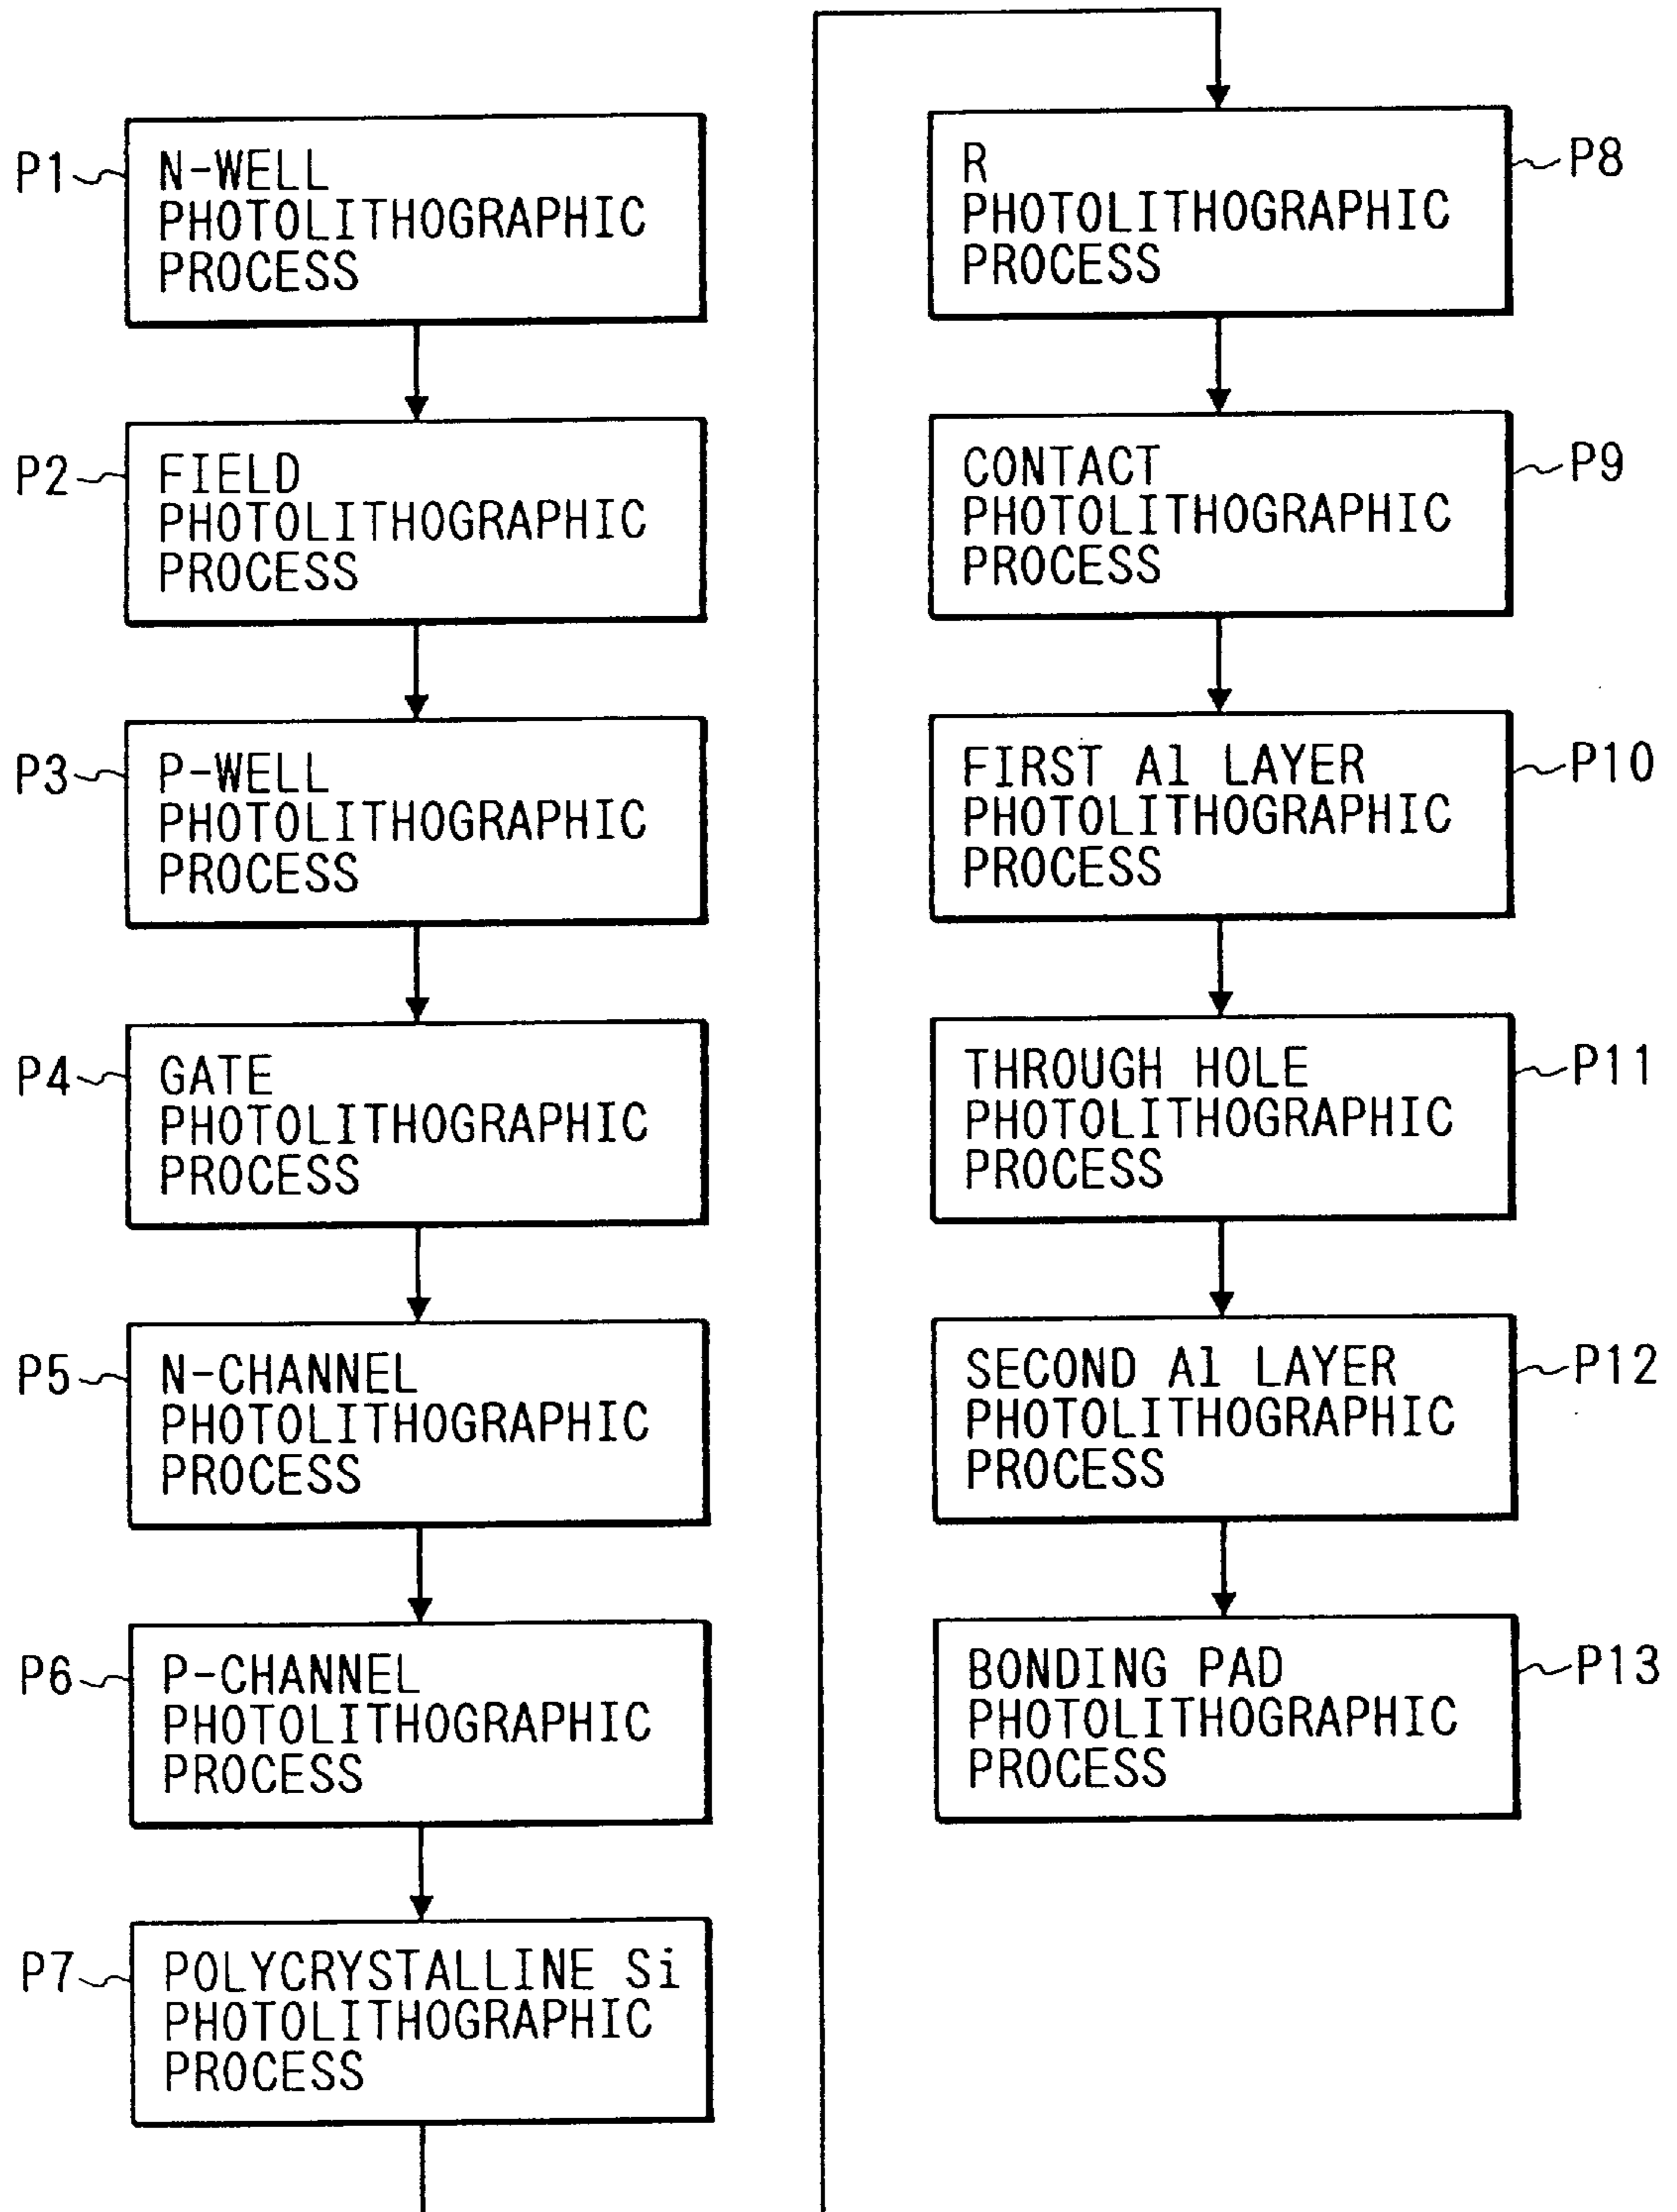 P1
N-WELL
PHOTOLITHOGRAPHIC
PROCESS
P2
FIELD
PHOTOLITHOGRAPHIC
PROCESS
P3
P-WELL
PHOTOLITHOGRAPHIC
PROCESS
P4
GATE
PHOTOLITHOGRAPHIC
PROCESS
P5
N-CHANNEL
PHOTOLITHOGRAPHIC
PROCESS
P6
P-CHANNEL
PHOTOLITHOGRAPHIC
PROCESS
P7
POLYCRYSTALLINE Si
PHOTOLITHOGRAPHIC
PROCESS
R
PHOTOLITHOGRAPHIC
PROCESS
P8
CONTACT
PHOTOLITHOGRAPHIC
PROCESS
P9
FIRST Al LAYER
PHOTOLITHOGRAPHIC
PROCESS
P10
THROUGH HOLE
PHOTOLITHOGRAPHIC
PROCESS
P11
SECOND Al LAYER
PHOTOLITHOGRAPHIC
PROCESS
P12
BONDING PAD
PHOTOLITHOGRAPHIC
PROCESS
P13